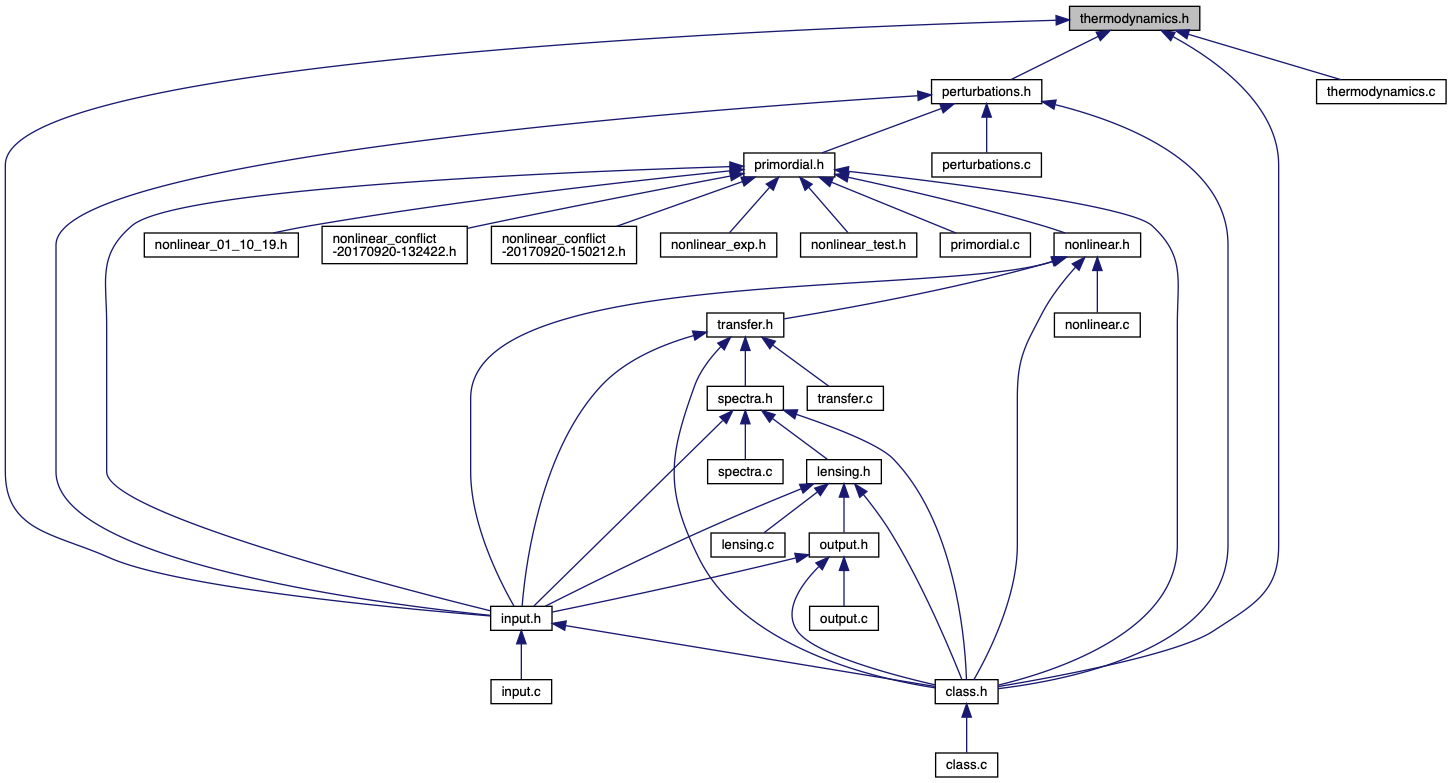 thermodynamics.h
perturbations.h
thermodynamics.c
primordial.h
perturbations.c
nonlinear_01_10_19.h
nonlinear_conflict
-20170920-132422.h
nonlinear_conflict
-20170920-150212.h
nonlinear_exp.h
nonlinear_test.h
primordial.c
nonlinear.h
transfer.h
nonlinear.c
spectra.h
transfer.c
spectra.c
lensing.h
lensing.c
output.h
input.h
output.c
input.c
class.h
class.c